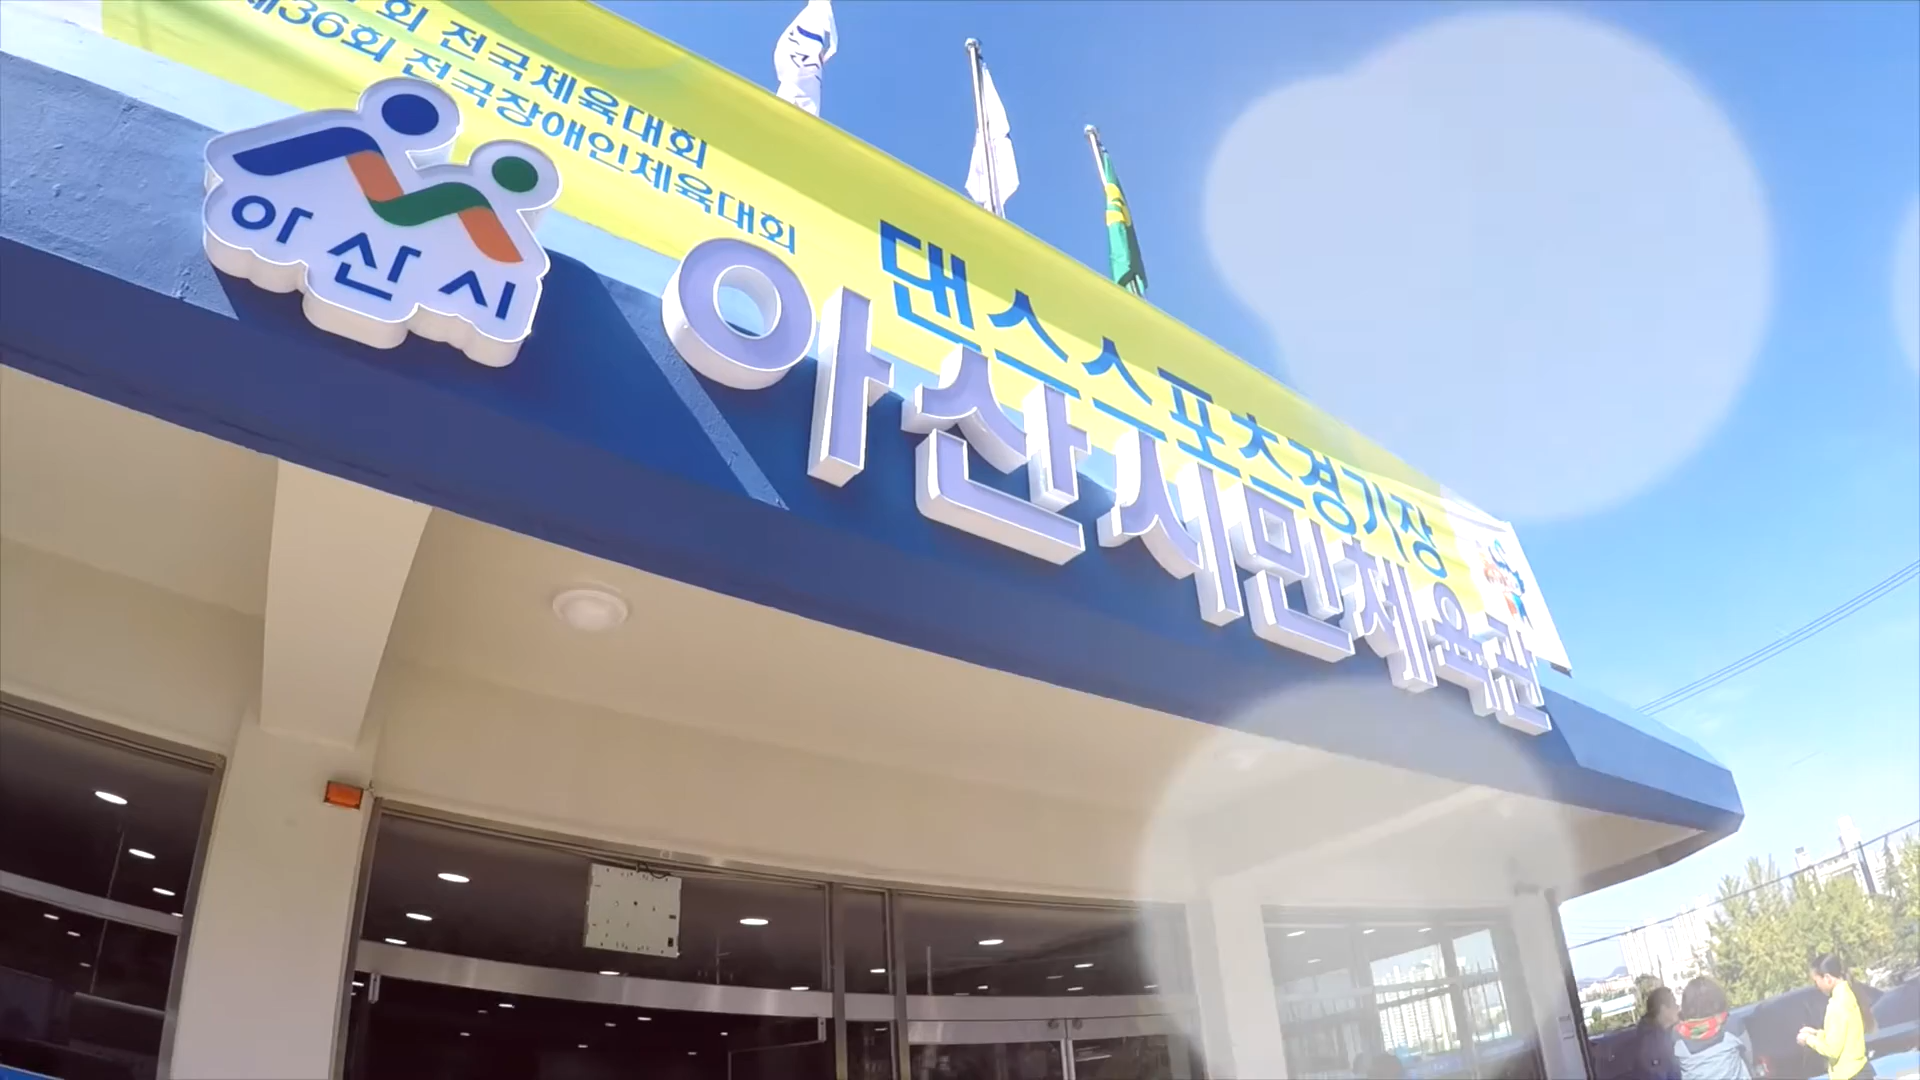 회 전국체육대회
제36회 전국장애인체육대회
댄스스포츠경기장
아산시
아산시민체육관